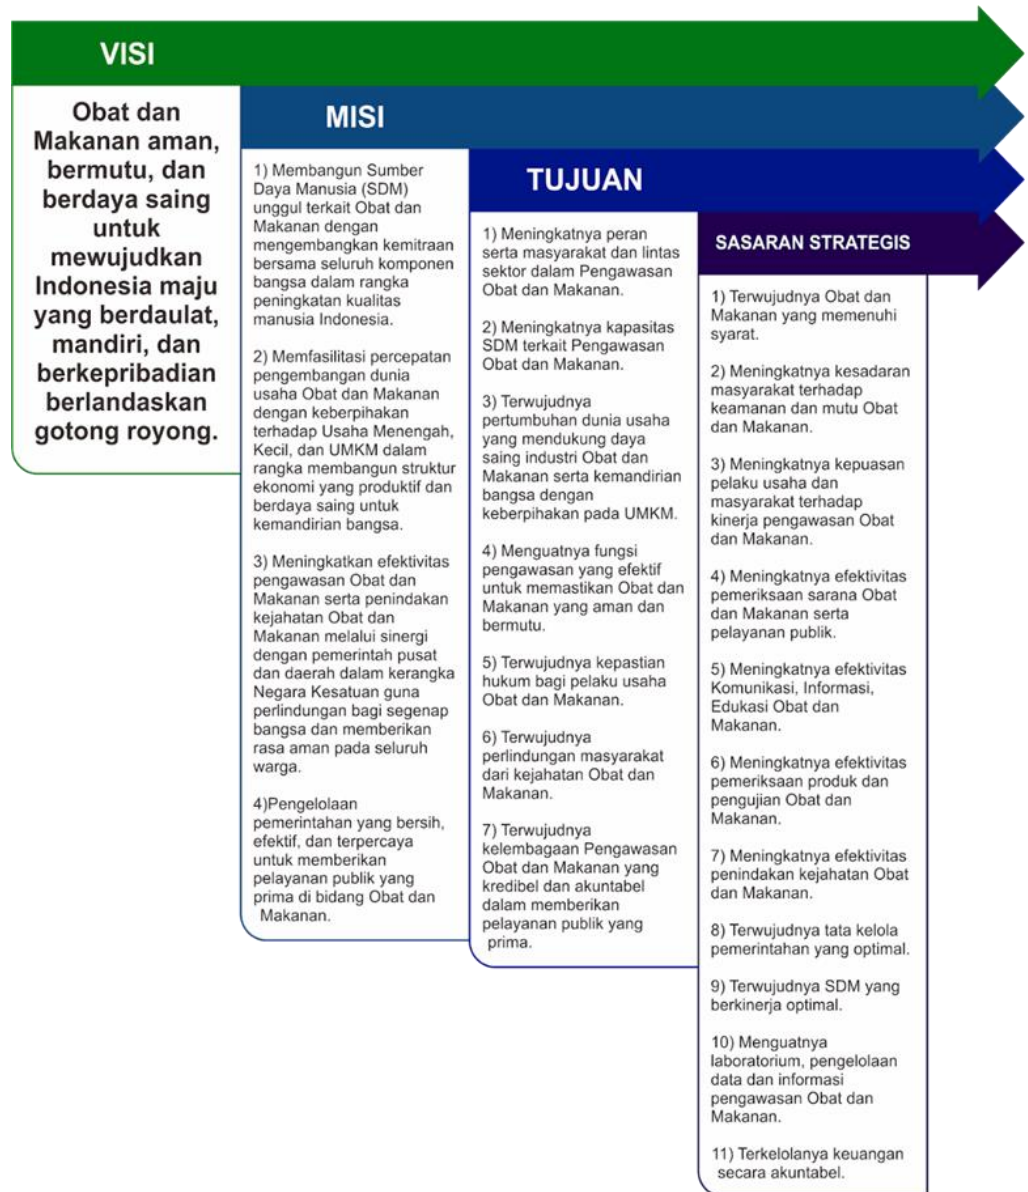 VISI
Obat dan
Makanan aman,
bermutu, dan
berdaya saing
untuk
mewujudkan
Indonesia maju
yang berdaulat,
mandiri, dan
berkepribadian
berlandaskan
gotong royong.
MISI
1) Membangun Sumber
Daya Manusia (SDM)
unggul terkait Obat dan
Makanan dengan
mengembangkan kemitraan
bersama seluruh komponen
bangsa dalam rangka
peningkatan kualitas
manusia Indonesia.
2) Memfasilitasi percepatan
pengembangan dunia
usaha Obat dan Makanan
dengan keberpihakan
terhadap Usaha Menengah,
Kecil, dan UMKM dalam
rangka membangun struktur
ekonomi yang produktif dan
berdaya saing untuk
kemandirian bangsa.
3) Meningkatkan efektivitas
pengawasan Obat dan
Makanan serta penindakan
kejahatan Obat dan
Makanan melalui sinergi
dengan pemerintah pusat
dan daerah dalam kerangka
Negara Kesatuan guna
perlindungan bagi segenap
bangsa dan memberikan
rasa aman pada seluruh
warga.
4)Pengelolaan
pemerintahan yang bersih,
efektif, dan terpercaya
untuk memberikan
pelayanan publik yang
prima di bidang Obat dan
Makanan.
TUJUAN
1) Meningkatnya peran
serta masyarakat dan lintas
sektor dalam Pengawasan
Obat dan Makanan.
2) Meningkatnya kapasitas
SDM terkait Pengawasan
Obat dan Makanan.
3) Terwujudnya
pertumbuhan dunia usaha
yang mendukung daya
saing industri Obat dan
Makanan serta kemandirian
bangsa dengan
keberpihakan pada UMKM.
4) Menguatnya fungsi
pengawasan yang efektif
untuk memastikan Obat dan
Makanan yang aman dan
bermutu.
5) Terwujudnya kepastian
hukum bagi pelaku usaha
Obat dan Makanan.
6) Terwujudnya
perlindungan masyarakat
dari kejahatan Obat dan
Makanan.
7) Terwujudnya
kelembagaan Pengawasan
Obat dan Makanan yang
kredibel dan akuntabel
dalam memberikan
pelayanan publik yang
prima.
SASARAN STRATEGIS
1) Terwujudnya Obat dan
Makanan yang memenuhi
syarat.
2) Meningkatnya kesadaran
masyarakat terhadap
keamanan dan mutu Obat
dan Makanan.
3) Meningkatnya kepuasan
pelaku usaha dan
masyarakat terhadap
kinerja pengawasan Obat
dan Makanan.
4) Meningkatnya efektivitas
pemeriksaan sarana Obat
dan Makanan serta
pelayanan publik.
5) Meningkatnya efektivitas
Komunikasi, Informasi,
Edukasi Obat dan
Makanan.
6) Meningkatnya efektivitas
pemeriksaan produk dan
pengujian Obat dan
Makanan.
7) Meningkatnya efektivitas
penindakan kejahatan Obat
dan Makanan.
8) Terwujudnya tata kelola
pemerintahan yang optimal.
9) Terwujudnya SDM yang
berkinerja optimal.
10) Menguatnya
laboratorium, pengelolaan
data dan informasi
pengawasan Obat dan
Makanan.
11) Terkelolanya keuangan
secara akuntabel.